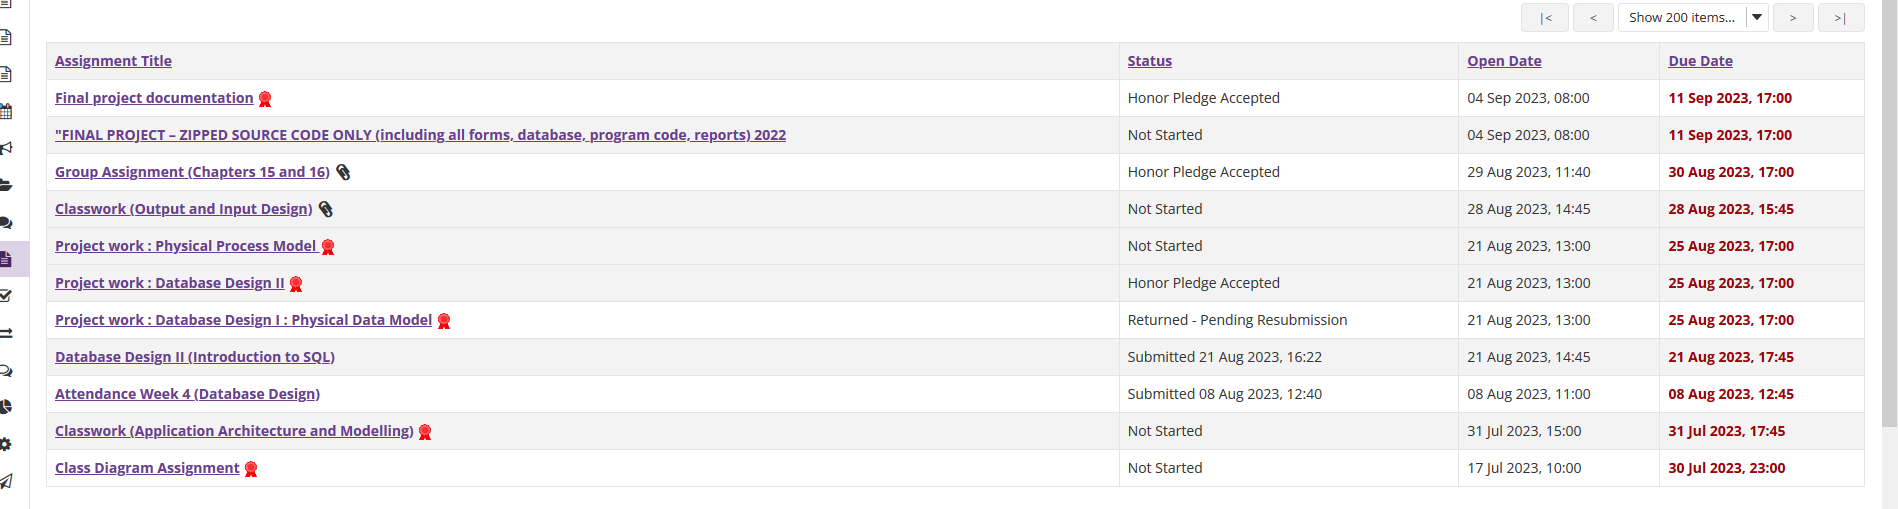 |< < Show 200 items... > >|
Assignment Title Status Open Date Due Date
Final project documentation Honor Pledge Accepted 04 Sep 2023, 08:00 11 Sep 2023, 17:00
"FINAL PROJECT – ZIPPED SOURCE CODE ONLY (including all forms, database, program code, reports) 2022 Not Started 04 Sep 2023, 08:00 11 Sep 2023, 17:00
Group Assignment (Chapters 15 and 16) Honor Pledge Accepted 29 Aug 2023, 11:40 30 Aug 2023, 17:00
Classwork (Output and Input Design) Not Started 28 Aug 2023, 14:45 28 Aug 2023, 15:45
Project work : Physical Process Model Not Started 21 Aug 2023, 13:00 25 Aug 2023, 17:00
Project work : Database Design II Honor Pledge Accepted 21 Aug 2023, 13:00 25 Aug 2023, 17:00
Project work : Database Design I : Physical Data Model Returned - Pending Resubmission 21 Aug 2023, 13:00 25 Aug 2023, 17:00
Database Design II (Introduction to SQL) Submitted 21 Aug 2023, 16:22 21 Aug 2023, 14:45 21 Aug 2023, 17:45
Attendance Week 4 (Database Design) Submitted 08 Aug 2023, 12:40 08 Aug 2023, 11:00 08 Aug 2023, 12:45
Classwork (Application Architecture and Modelling) Not Started 31 Jul 2023, 15:00 31 Jul 2023, 17:45
Class Diagram Assignment Not Started 17 Jul 2023, 10:00 30 Jul 2023, 23:00